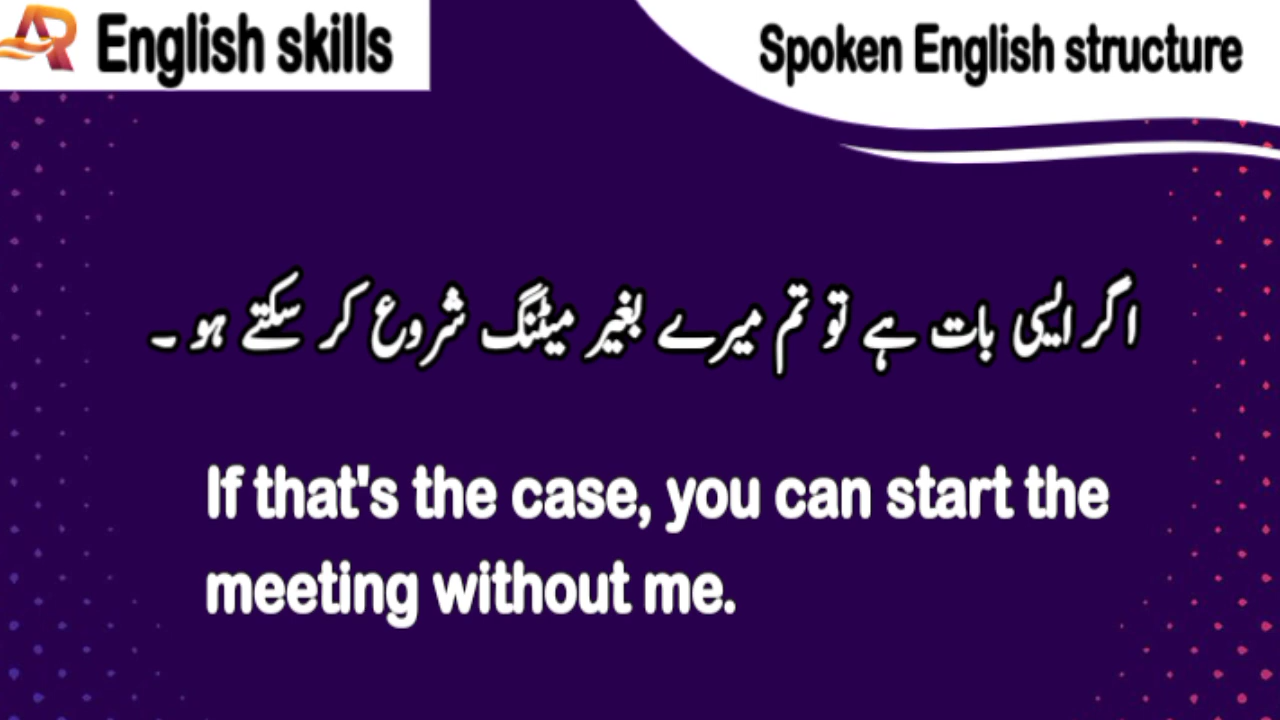 AR English skills
Spoken English structure
اگر ایسی بات ہے تو تم میرے بغیر میٹنگ شروع کر سکتے ہو ۔
If that's the case, you can start the
meeting without me.